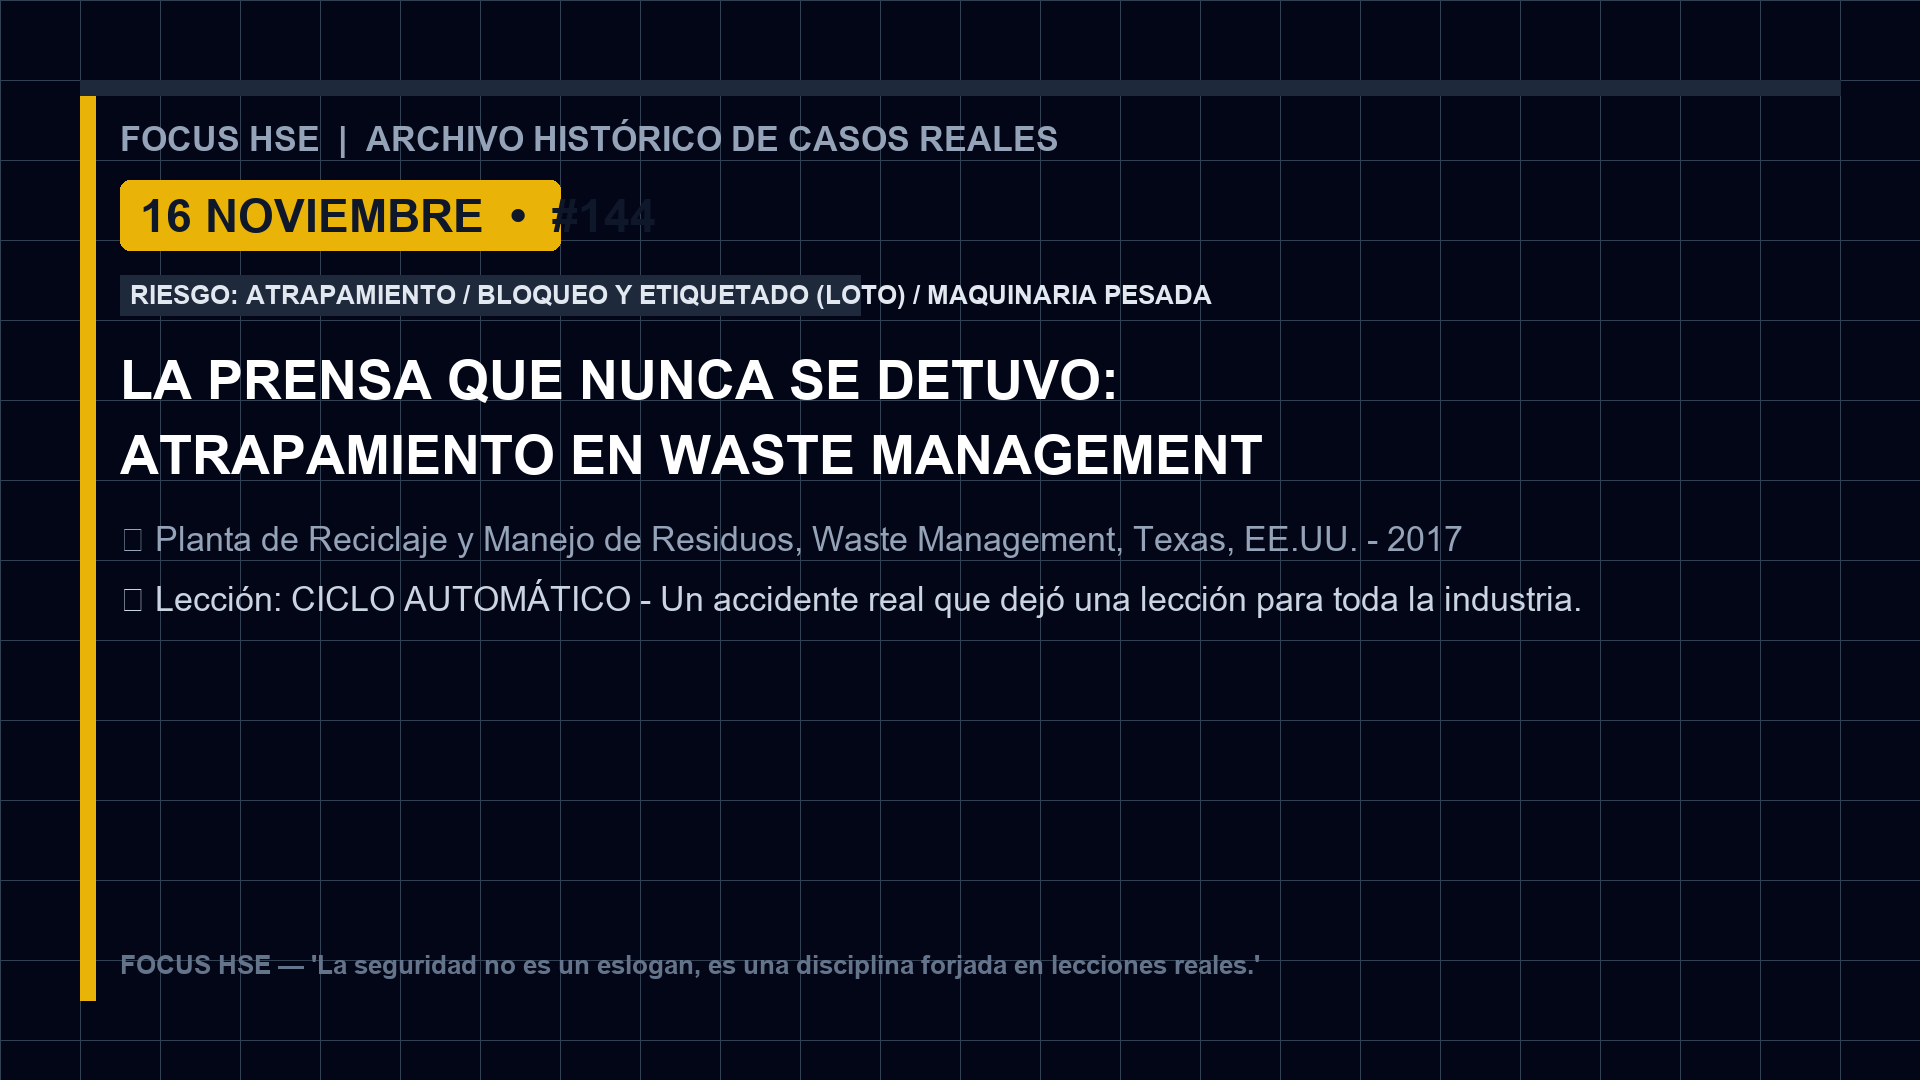 FOCUS HSE | ARCHIVO HISTÓRICO DE CASOS REALES
16 NOVIEMBRE • #144
RIESGO: ATRAPAMIENTO / BLOQUEO Y ETIQUETADO (LOTO) / MAQUINARIA PESADA
LA PRENSA QUE NUNCA SE DETUVO:
ATRAPAMIENTO EN WASTE MANAGEMENT
Planta de Reciclaje y Manejo de Residuos, Waste Management, Texas, EE.UU. - 2017
Lección: CICLO AUTOMÁTICO - Un accidente real que dejó una lección para toda la industria.
FOCUS HSE — 'La seguridad no es un eslogan, es una disciplina forjada en lecciones reales.'